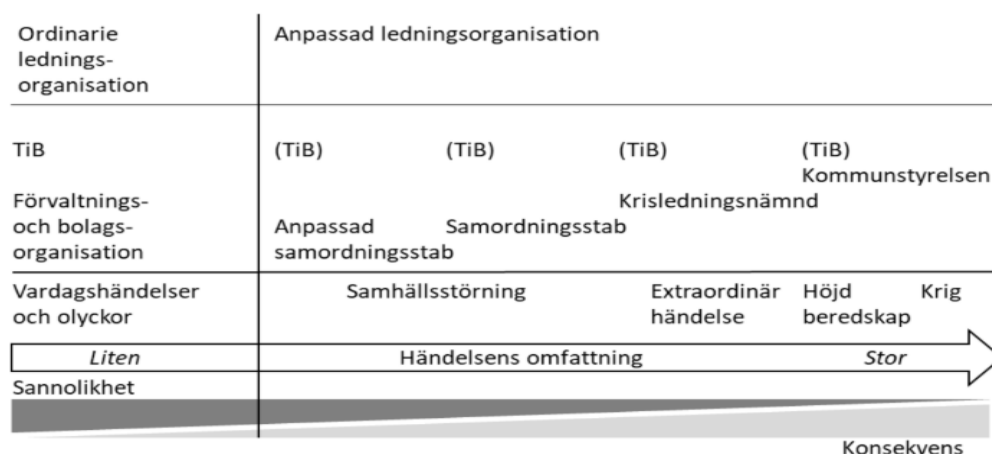 Ordinarie
lednings-
organisation
Anpassad ledningsorganisation
TiB
(TiB)
(TiB)
(TiB)
(TiB)
Kommunstyrelsen
Förvaltnings-
och bolags-
organisation
Anpassad
samordningsstab
Samordningsstab
Krisledningsnämnd
Vardagshändelser
och olyckor
Samhällsstörning
Extraordinär
händelse
Höjd
beredskap
Krig
Liten
Händelsens omfattning
Stor
Sannolikhet
Konsekvens